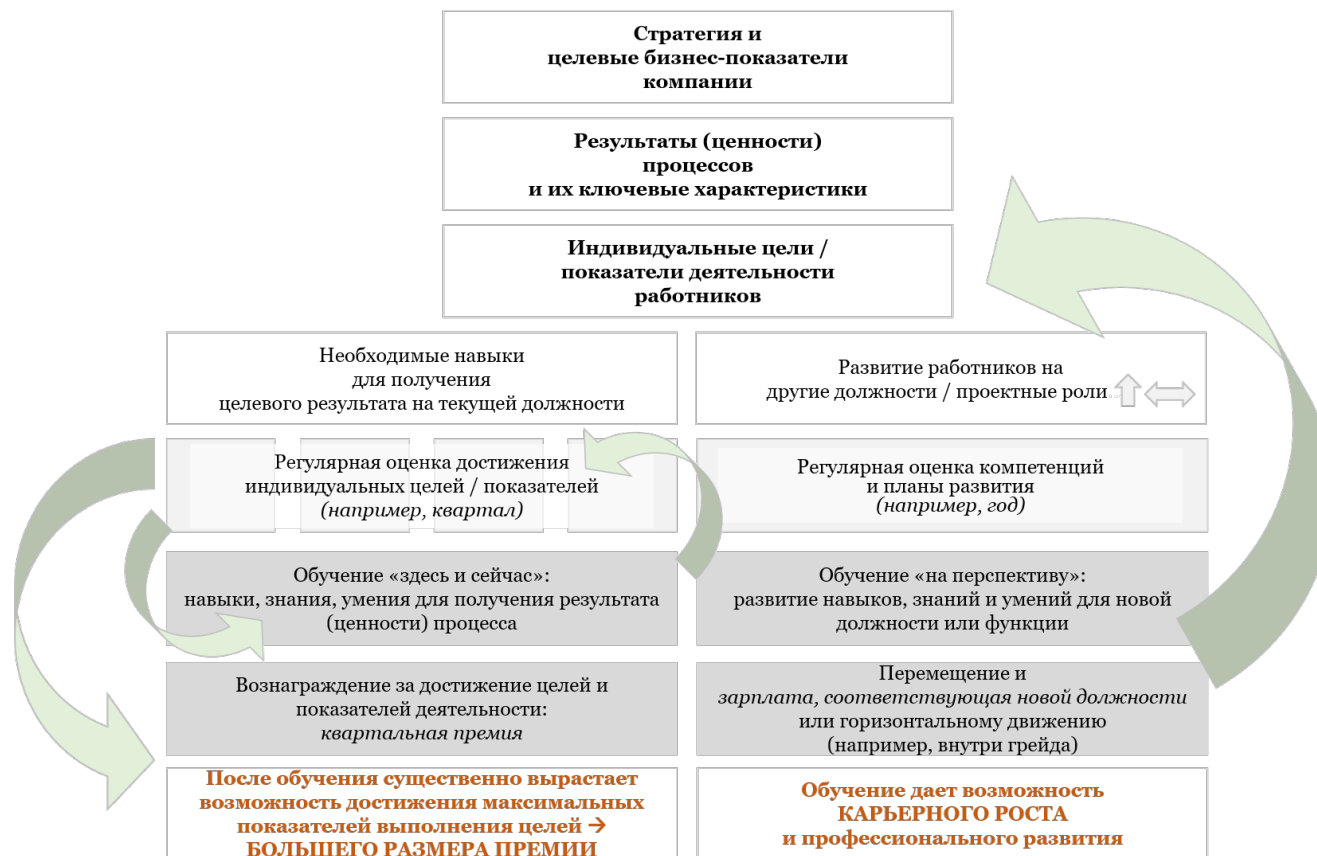 Стратегия и
целевые бизнес-показатели
компании
Результаты (ценности)
процессов
и их ключевые характеристики
Индивидуальные цели /
показатели деятельности
работников
Необходимые навыки
для получения
целевого результата на текущей должности
Развитие работников на
другие должности / проектные роли
Регулярная оценка достижения
индивидуальных целей / показателей
(например, квартал)
Регулярная оценка компетенций
и планы развития
(например, год)
Обучение «здесь и сейчас»:
навыки, знания, умения для получения результата
(ценности) процесса
Обучение «на перспективу»:
развитие навыков, знаний и умений для новой
должности или функции
Вознаграждение за достижение целей и
показателей деятельности:
квартальная премия
Перемещение и
зарплата, соответствующая новой должности
или горизонтальному движению
(например, внутри грейда)
После обучения существенно вырастает
возможность достижения максимальных
показателей выполнения целей →
БОЛЬШЕГО РАЗМЕРА ПРЕМИИ
Обучение дает возможность
КАРЬЕРНОГО РОСТА
и профессионального развития